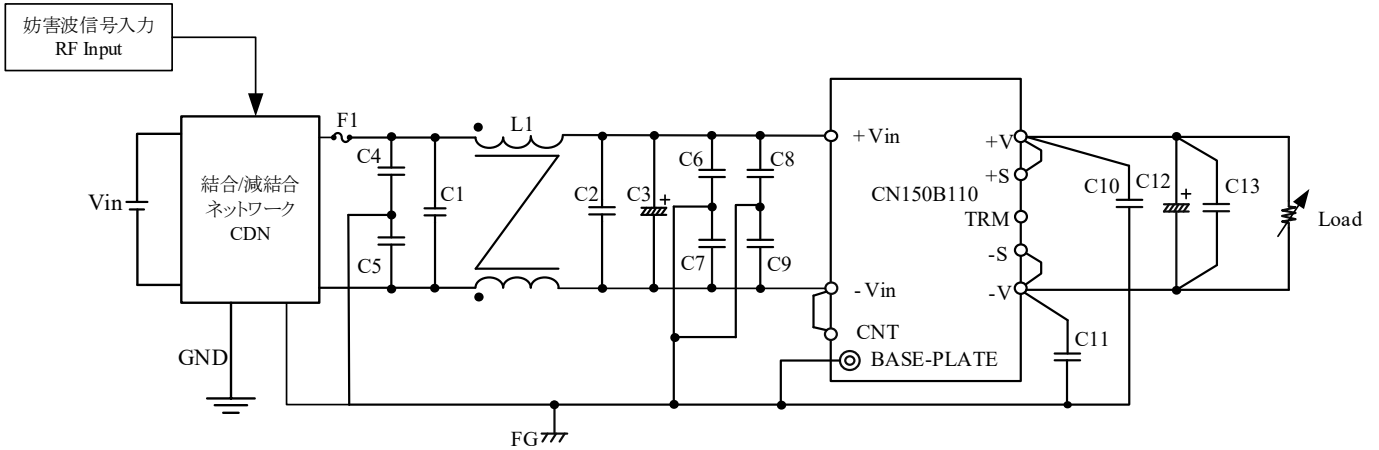 妨害波信号入力
RF Input
F1
L1
C4
C6
C8
+Vin
+V
結合/減結合
ネットワーク
CDN
C1
C2
C3
+
CN150B110
+S
C10
C12
+
C13
Vin
TRM
Load
C5
C7
C9
-S
-Vin
-V
GND
CNT
C11
BASE-PLATE
FG